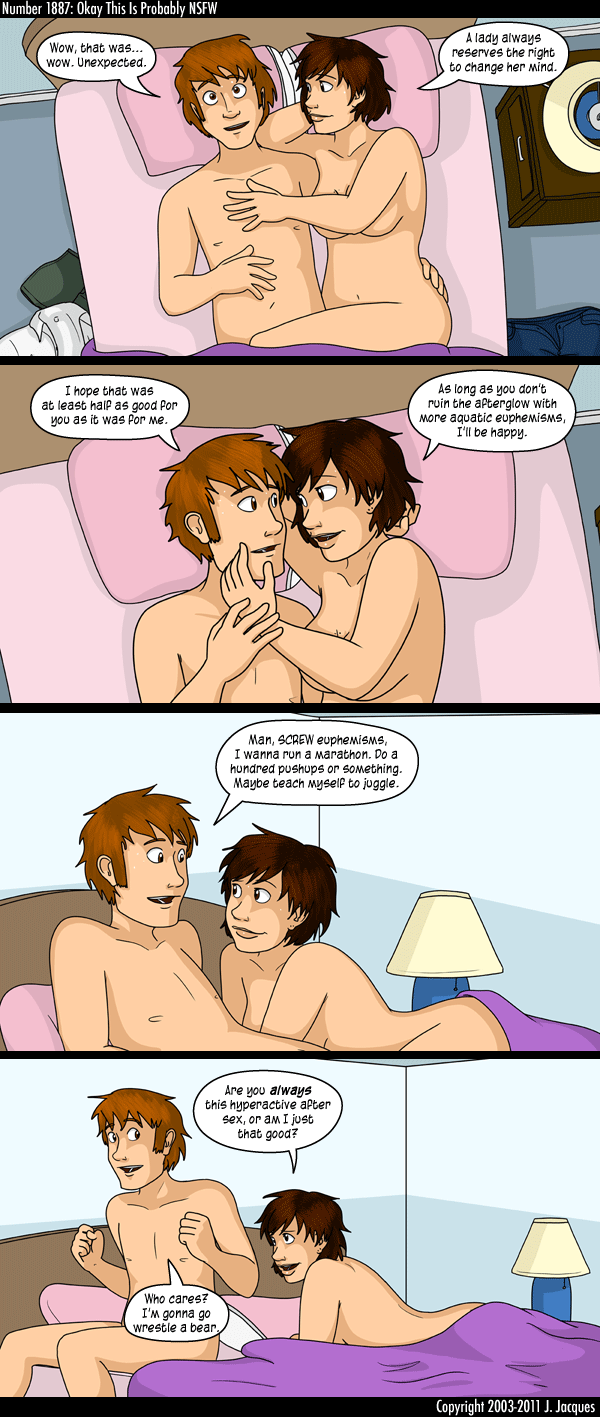 Number 1887: Okay This Is Probably NSFW
Wow, that was...
wow. Unexpected.
A lady always
reserves the right
to change her mind.
I hope that was
at least half as good for
you as it was for me.
As long as you don't
ruin the afterglow with
more aquatic euphemisms,
I'll be happy.
Man, SCREW euphemisms,
I wanna run a marathon. Do a
hundred pushups or something.
Maybe teach myself to juggle.
Are you always
this hyperactive after
sex, or am I just
that good?
Who cares?
I'm gonna go
wrestle a bear.
Copyright 2003-2011 J. Jacques